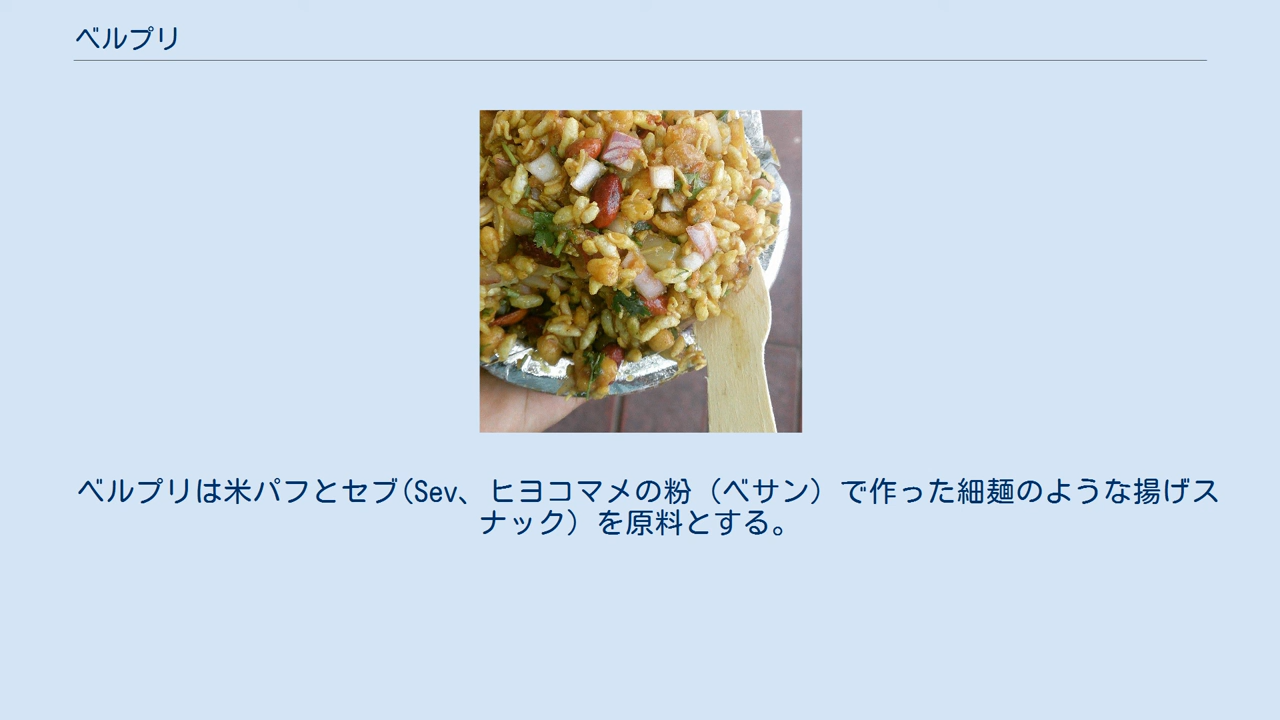 ベルプリ
ベルプリは米パフとセブ(Sev、ヒヨコマメの粉（ベサン）で作った細麺のような揚げス
ナック）を原料とする。